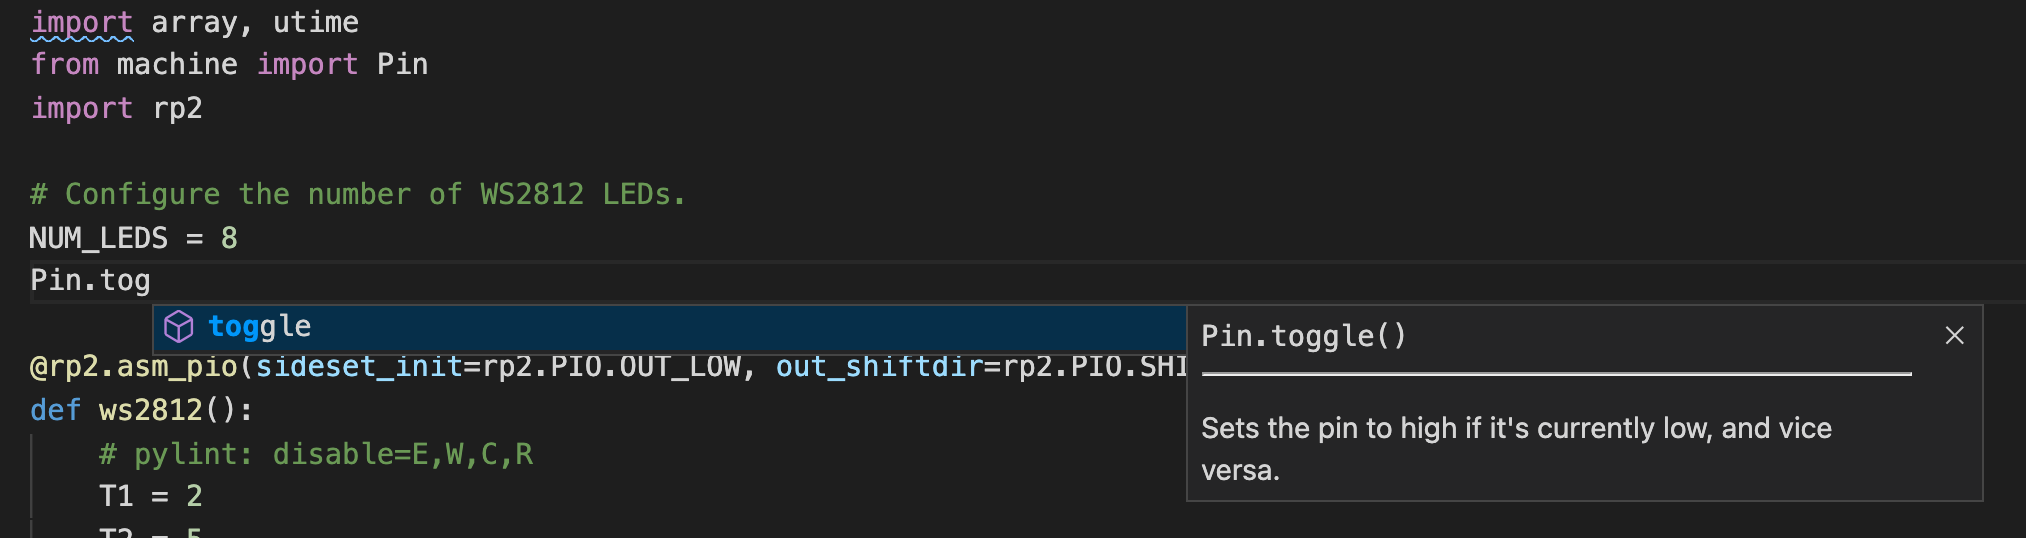 import array, utime
from machine import Pin
import rp2
# Configure the number of WS2812 LEDs.
NUM_LEDS = 8
Pin.tog
toggle
Pin.toggle()
Sets the pin to high if it's currently low, and vice
versa.
@rp2.asm_pio(sideset_init=rp2.PIO.OUT_LOW, out_shiftdir=rp2.PIO.SHI
def ws2812():
# pylint: disable=E,W,C,R
T1 = 2